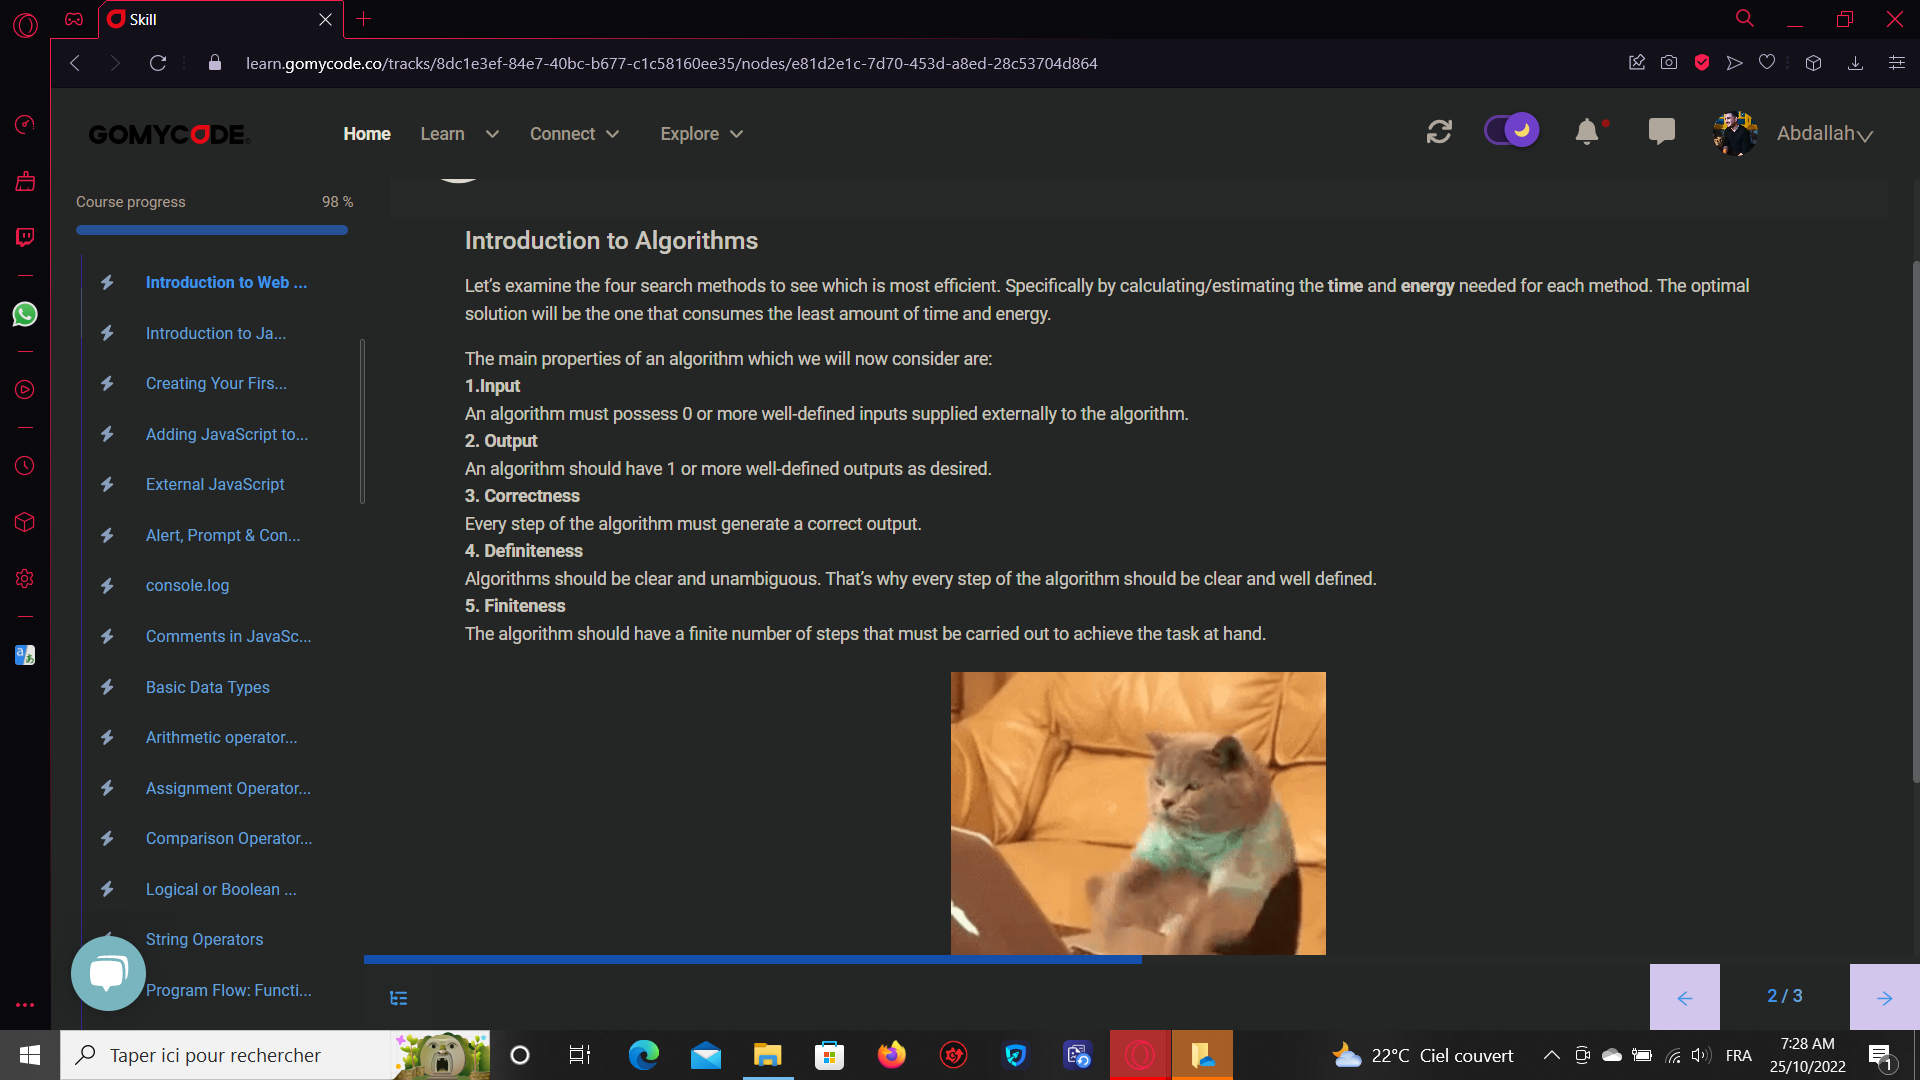 Skill
learn.gomycode.co/tracks/8dc1e3ef-84e7-40bc-b677-c1c58160ee35/nodes/e81d2e1c-7d70-453d-a8ed-28c53704d864
GOMYCODE
Home
Learn
Connect
Explore
Abdallah
Course progress
98 %
Introduction to Web ...
Introduction to Ja...
Creating Your Firs...
Adding JavaScript to...
External JavaScript
Alert, Prompt & Con...
console.log
Comments in JavaSc...
Basic Data Types
Arithmetic operator...
Assignment Operator...
Comparison Operator...
Logical or Boolean ...
String Operators
Program Flow: Functi...
Introduction to Algorithms
Let’s examine the four search methods to see which is most efficient. Specifically by calculating/estimating the time and energy needed for each method. The optimal
solution will be the one that consumes the least amount of time and energy.
The main properties of an algorithm which we will now consider are:
1.Input
An algorithm must possess 0 or more well-defined inputs supplied externally to the algorithm.
2. Output
An algorithm should have 1 or more well-defined outputs as desired.
3. Correctness
Every step of the algorithm must generate a correct output.
4. Definiteness
Algorithms should be clear and unambiguous. That’s why every step of the algorithm should be clear and well defined.
5. Finiteness
The algorithm should have a finite number of steps that must be carried out to achieve the task at hand.
2 / 3
Taper ici pour rechercher
22°C Ciel couvert
FRA
7:28 AM
25/10/2022
1